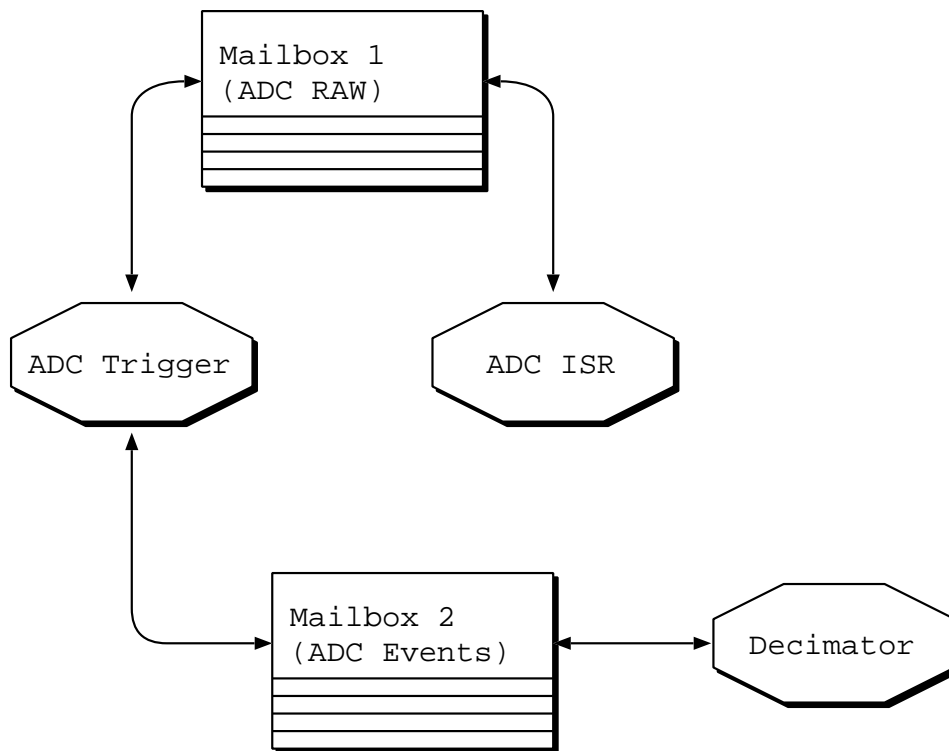 Mailbox 1
(ADC RAW)
ADC Trigger
ADC ISR
Mailbox 2
(ADC Events)
Decimator